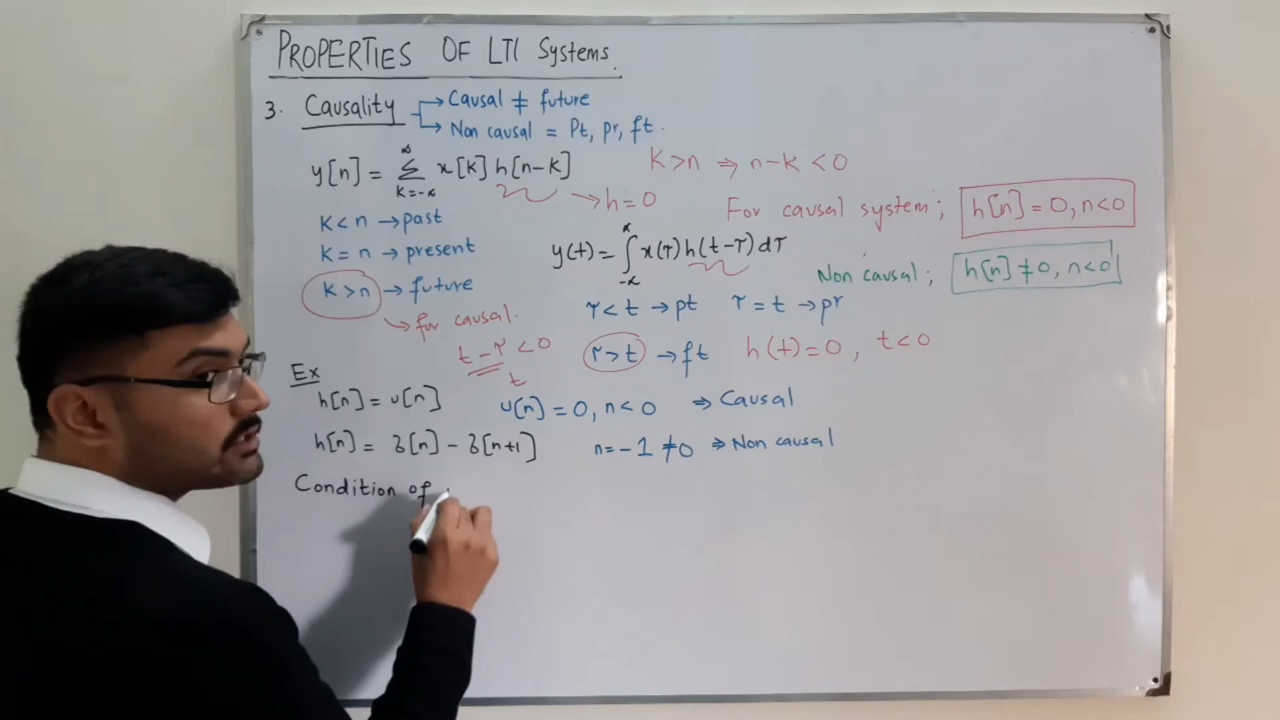 PROPERTIES OF LTI Systems.
3. Causality → Causal ≠ future
→ Non causal = Pt, pr, ft.
y[n] = ∞ Σ k=-∞ x[k] h[n-k]
K>n ⇒ n-k <0
→ h=0
For causal system; h[n] = 0, n<0
K<n → past
K=n → present
K>n → future
→ for causal.
y(t) = ∞ ∫ -∞ x(τ) h(t-τ) dτ
Non causal; h[n] ≠0, n<0
τ<t → pt τ=t → pr
t-τ <0
t
τ>t → ft h(t)=0, t<0
Ex
h[n] = u[n] u[n] =0, n<0 ⇒ Causal
h[n] = δ[n] - δ[n+1] n=-1 ≠0 ⇒ Non causal
Condition of